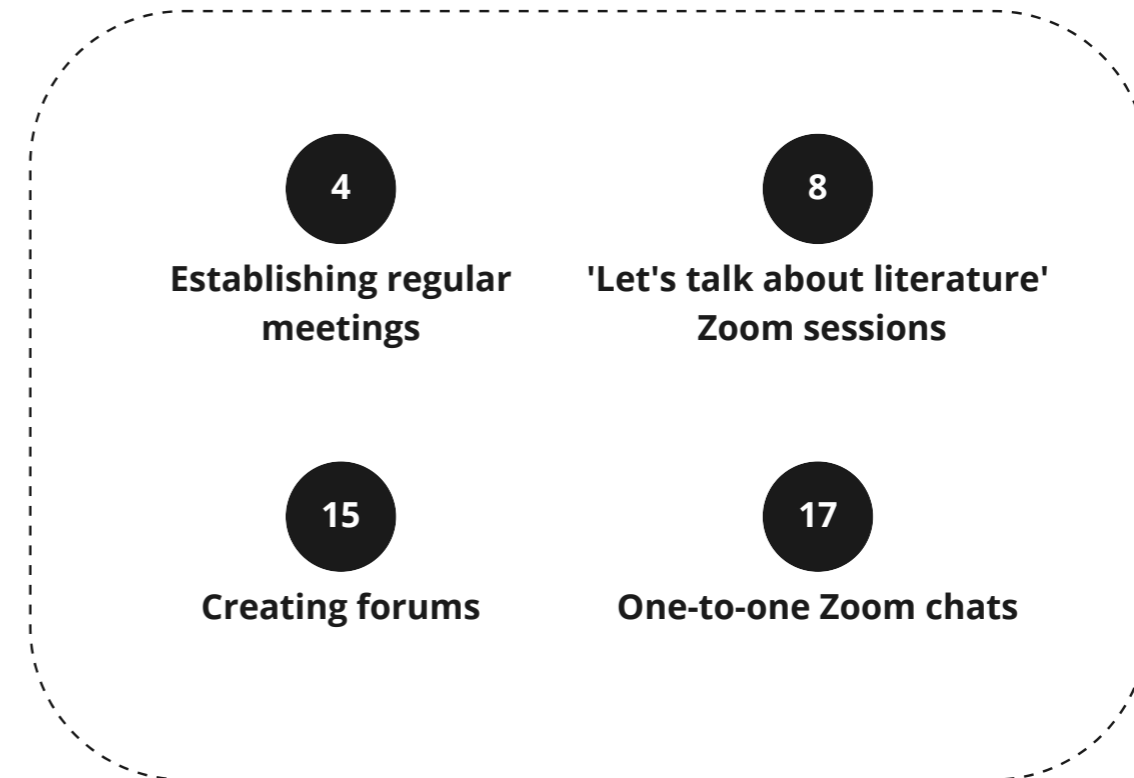 4
Establishing regular
meetings
8
'Let's talk about literature'
Zoom sessions
15
Creating forums
17
One-to-one Zoom chats